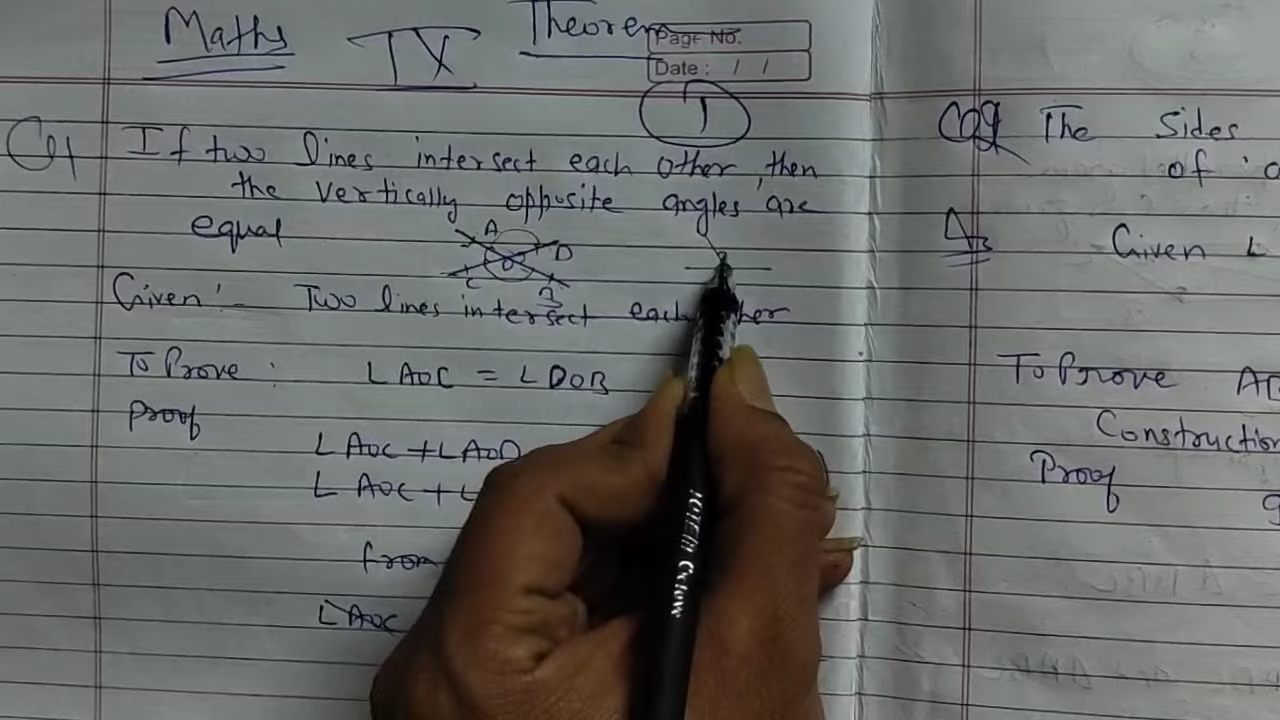 Maths IX Theorem
Page No.
Date : / /
1
Q1 If two lines intersect each other, then
the vertically opposite angles are
equal
A
D
O
C
B
Given :- Two lines intersect each
To Prove : ∠AOC = ∠DOB
Proof
∠AOC + ∠AOD
∠AOC +
from
∠AOC
The Sides
of
Given
To Prove
Construction
Proof